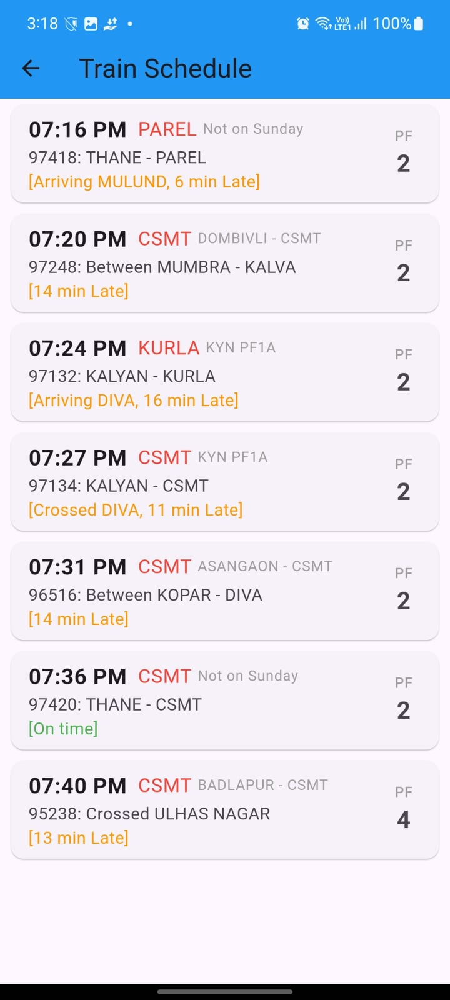 3:18 Vo)) LTE1 100%
Train Schedule
07:16 PM PAREL Not on Sunday PF
97418: THANE - PAREL 2
[Arriving MULUND, 6 min Late]
07:20 PM CSMT DOMBIVLI - CSMT PF
97248: Between MUMBRA - KALVA 2
[14 min Late]
07:24 PM KURLA KYN PF1A PF
97132: KALYAN - KURLA 2
[Arriving DIVA, 16 min Late]
07:27 PM CSMT KYN PF1A PF
97134: KALYAN - CSMT 2
[Crossed DIVA, 11 min Late]
07:31 PM CSMT ASANGAON - CSMT PF
96516: Between KOPAR - DIVA 2
[14 min Late]
07:36 PM CSMT Not on Sunday PF
97420: THANE - CSMT 2
[On time]
07:40 PM CSMT BADLAPUR - CSMT PF
95238: Crossed ULHAS NAGAR 4
[13 min Late]